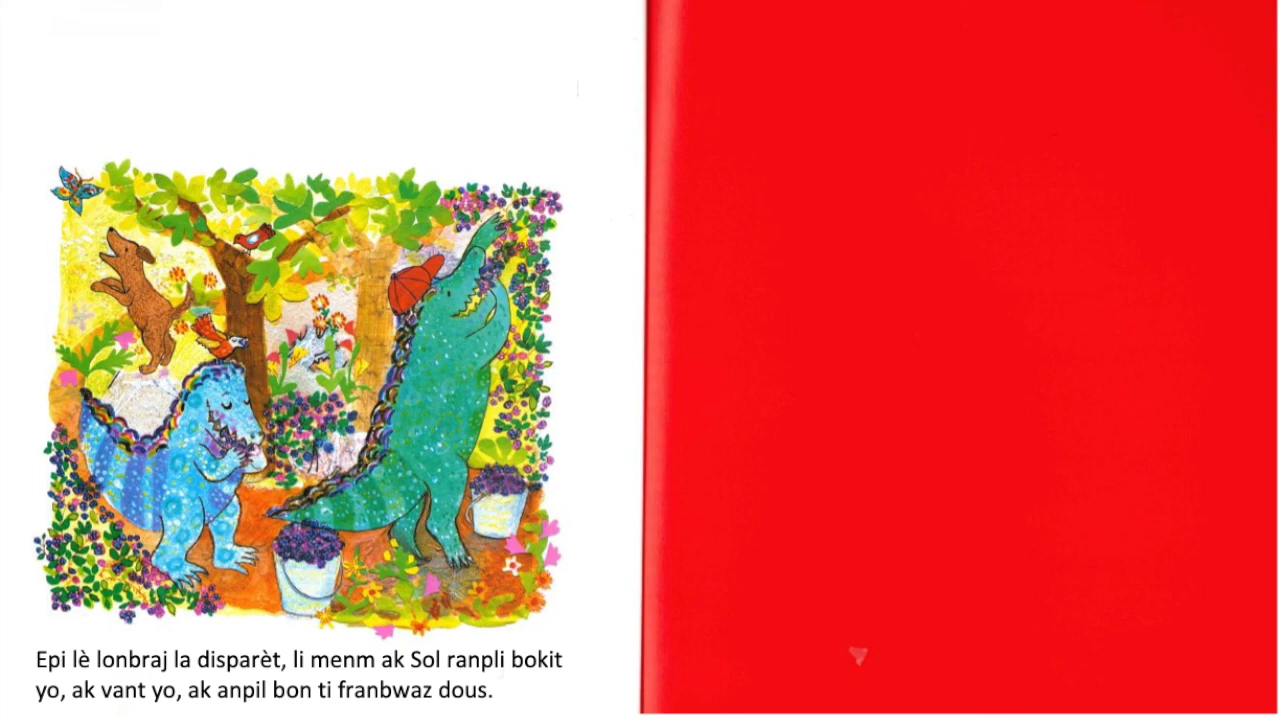 Epi lè lonbraj la disparèt, li menm ak Sol ranpli bokit
yo, ak vant yo, ak anpil bon ti franbwaz dous.